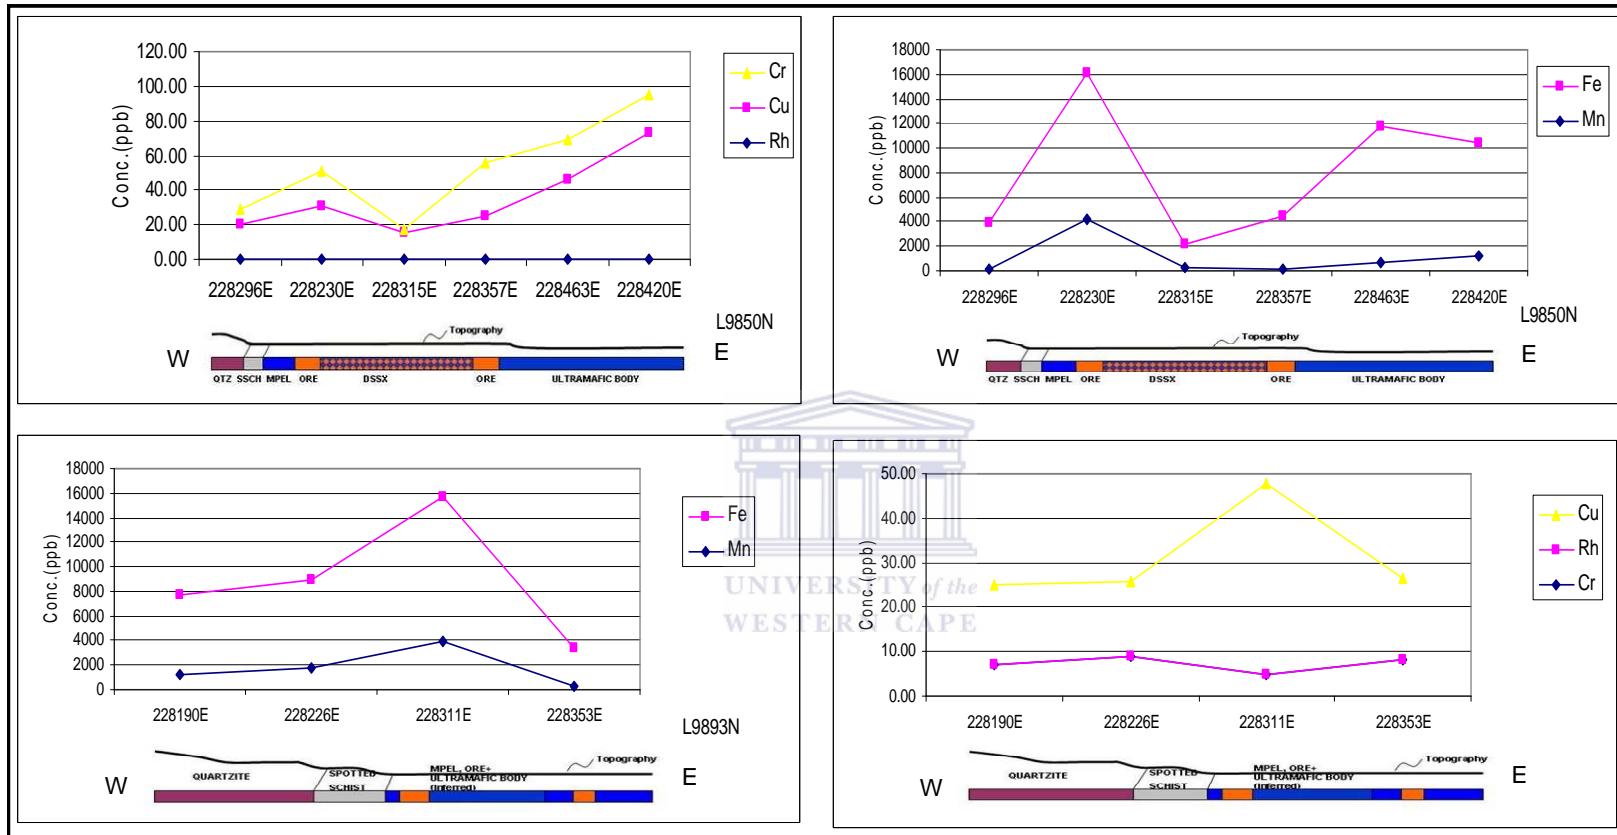 120.00
100.00
80.00
60.00
40.00
20.00
0.00
Conc.(ppb)
228296E 228230E 228315E 228357E 228463E 228420E
Cr
Cu
Rh
L9850N
Topography
W E
QTZ SSCH MPEL ORE DSSX ORE ULTRAMAFIC BODY
18000
16000
14000
12000
10000
8000
6000
4000
2000
0
Conc.(ppb)
228296E 228230E 228315E 228357E 228463E 228420E
Fe
Mn
L9850N
Topography
W E
QTZ SSCH MPEL ORE DSSX ORE ULTRAMAFIC BODY
18000
16000
14000
12000
10000
8000
6000
4000
2000
0
Conc.(ppb)
228190E 228226E 228311E 228353E
Fe
Mn
L9893N
Topography
W E
QUARTZITE
SPOTTED
SCHIST
MPEL, ORE+
ULTRAMAFIC BODY
(Inferred)
50.00
40.00
30.00
20.00
10.00
0.00
Conc.(ppb)
228190E 228226E 228311E 228353E
Cu
Rh
Cr
Topography
W E
QUARTZITE
SPOTTED
SCHIST
MPEL, ORE+
ULTRAMAFIC BODY
(Inferred)
UNIVERSITY of the
WESTERN CAPE